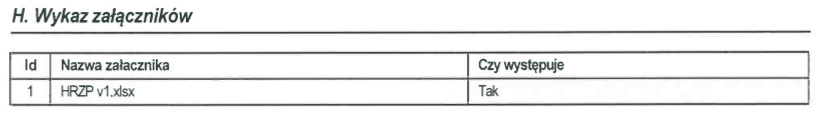 H. Wykaz załączników
Id Nazwa załacznika Czy występuje
1 HRZP v1.xlsx Tak